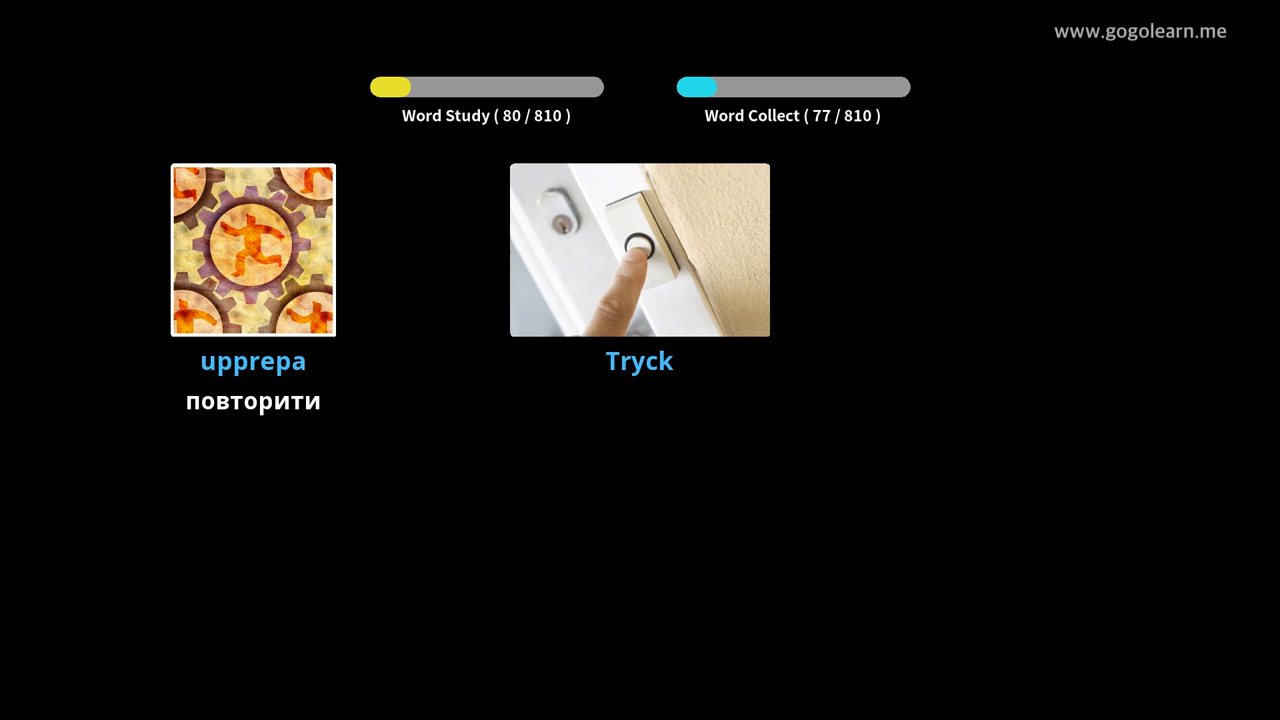 www.gogolearn.me
Word Study ( 80 / 810 )
Word Collect ( 77 / 810 )
upprepa
повторити
Tryck